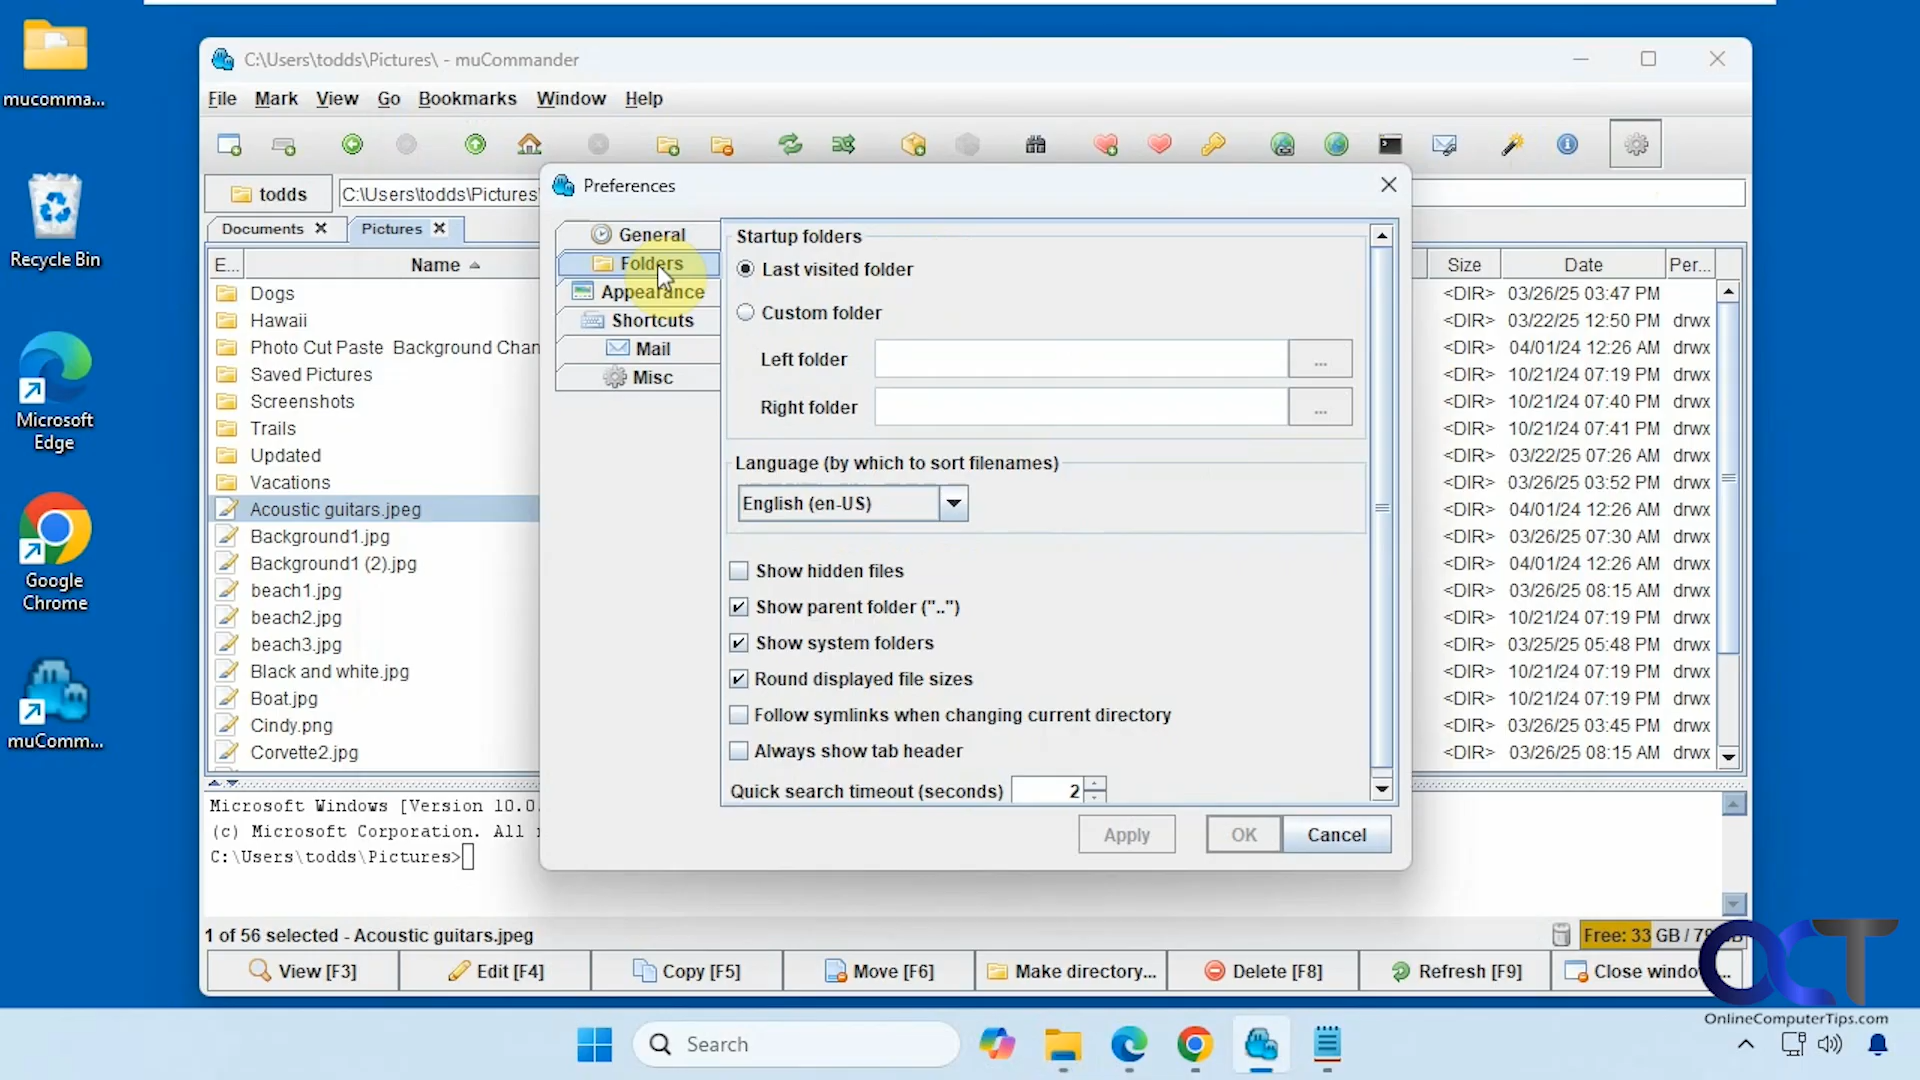 mucomma...
Recycle Bin
Microsoft
Edge
Google
Chrome
muComm...
C:\Users\todds\Pictures\ - muCommander
File Mark View Go Bookmarks Window Help
todds
C:\Users\todds\Pictures\
Documents
Pictures
E...
Name
Size
Date
Per...
Dogs
Hawaii
Photo Cut Paste Background Chan
Saved Pictures
Screenshots
Trails
Updated
Vacations
Acoustic guitars.jpeg
Background1.jpg
Background1 (2).jpg
beach1.jpg
beach2.jpg
beach3.jpg
Black and white.jpg
Boat.jpg
Cindy.png
Corvette2.jpg
<DIR> 03/26/25 03:47 PM
<DIR> 03/22/25 12:50 PM drwx
<DIR> 04/01/24 12:26 AM drwx
<DIR> 10/21/24 07:19 PM drwx
<DIR> 10/21/24 07:40 PM drwx
<DIR> 10/21/24 07:41 PM drwx
<DIR> 03/22/25 07:26 AM drwx
<DIR> 03/26/25 03:52 PM drwx
<DIR> 04/01/24 12:26 AM drwx
<DIR> 03/26/25 07:30 AM drwx
<DIR> 04/01/24 12:26 AM drwx
<DIR> 03/26/25 08:15 AM drwx
<DIR> 10/21/24 07:19 PM drwx
<DIR> 03/25/25 05:48 PM drwx
<DIR> 10/21/24 07:19 PM drwx
<DIR> 10/21/24 07:19 PM drwx
<DIR> 03/26/25 03:45 PM drwx
<DIR> 03/26/25 08:15 AM drwx
Preferences
General
Folders
Appearance
Shortcuts
Mail
Misc
Startup folders
Last visited folder
Custom folder
Left folder
...
Right folder
...
Language (by which to sort filenames)
English (en-US)
Show hidden files
Show parent folder ("..")
Show system folders
Round displayed file sizes
Follow symlinks when changing current directory
Always show tab header
Quick search timeout (seconds) 2
Apply OK Cancel
Microsoft Windows [Version 10.0.
(c) Microsoft Corporation. All
C:\Users\todds\Pictures>
1 of 56 selected - Acoustic guitars.jpeg
Free: 33 GB /
View [F3] Edit [F4] Copy [F5] Move [F6] Make directory... Delete [F8] Refresh [F9] Close windo
OCT
OnlineComputerTips.com
Search